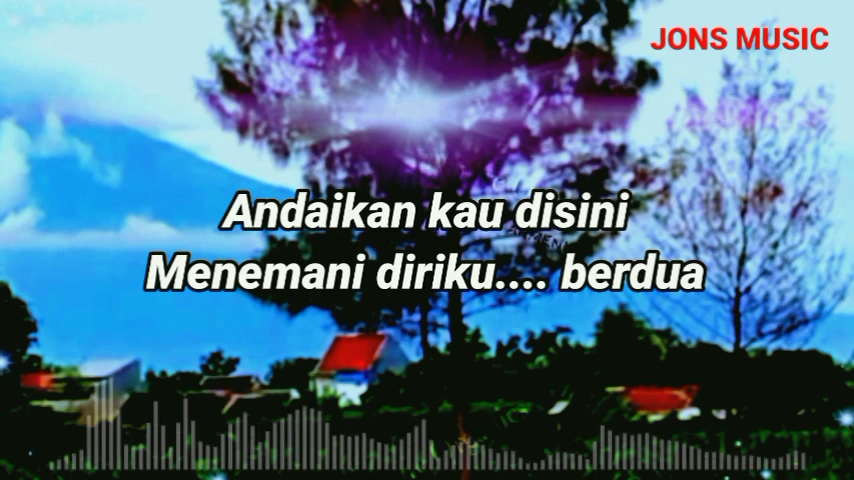 JONS MUSIC
Andaikan kau disini
Menemani diriku.... berdua